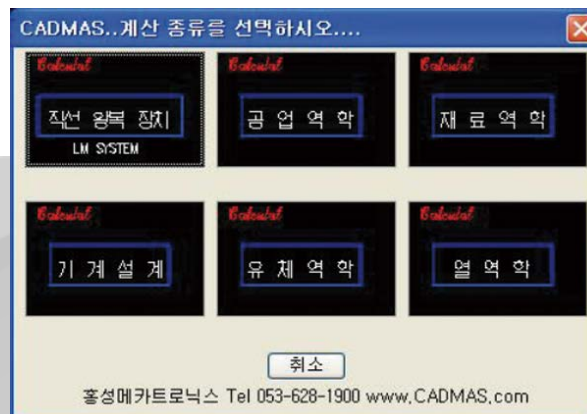 CADMAS..계산 종류를 선택하시오....
Calculat Calculat Calculat
직선 왕복 장치 공 업 역 학 재 료 역 학
LM SYSTEM
Calculat Calculat Calculat
기 계 설 계 유 체 역 학 열 역 학
취소
홍성메카트로닉스 Tel 053-628-1900 www.CADMAS.com